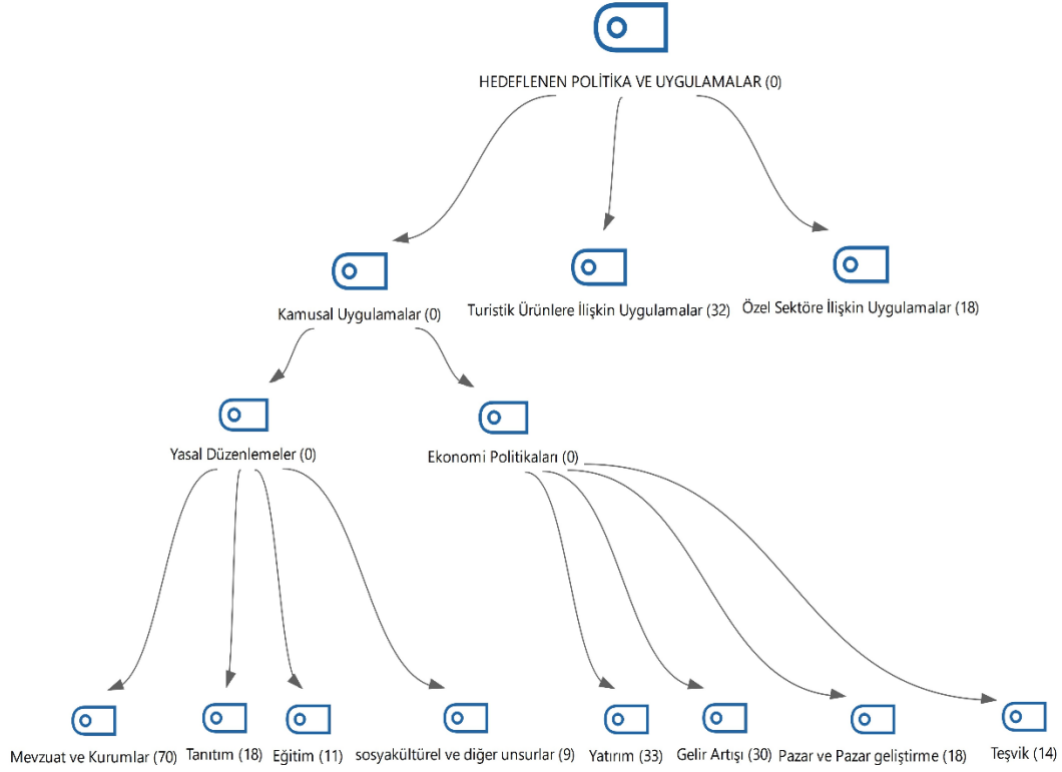 HEDEFLENEN POLİTİKA VE UYGULAMALAR (0)
Kamusal Uygulamalar (0)
Turistik Ürünlere İlişkin Uygulamalar (32)
Özel Sektöre İlişkin Uygulamalar (18)
Yasal Düzenlemeler (0)
Ekonomi Politikaları (0)
Mevzuat ve Kurumlar (70)
Tanıtım (18)
Eğitim (11)
sosyakültürel ve diğer unsurlar (9)
Yatırım (33)
Gelir Artışı (30)
Pazar ve Pazar geliştirme (18)
Teşvik (14)